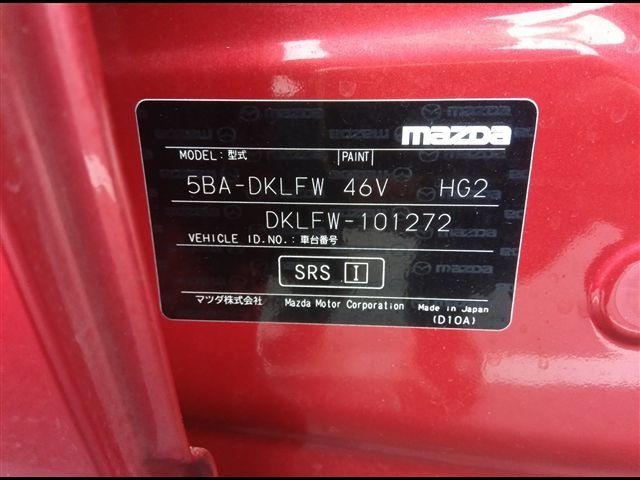 mazda
MODEL: 型式 |PAINT|
5BA-DKLFW 46V HG2
DKLFW-101272
VEHICLE ID.NO.: 車台番号
SRS I
マツダ株式会社 Mazda Motor Corporation Made in Japan
(D10A)